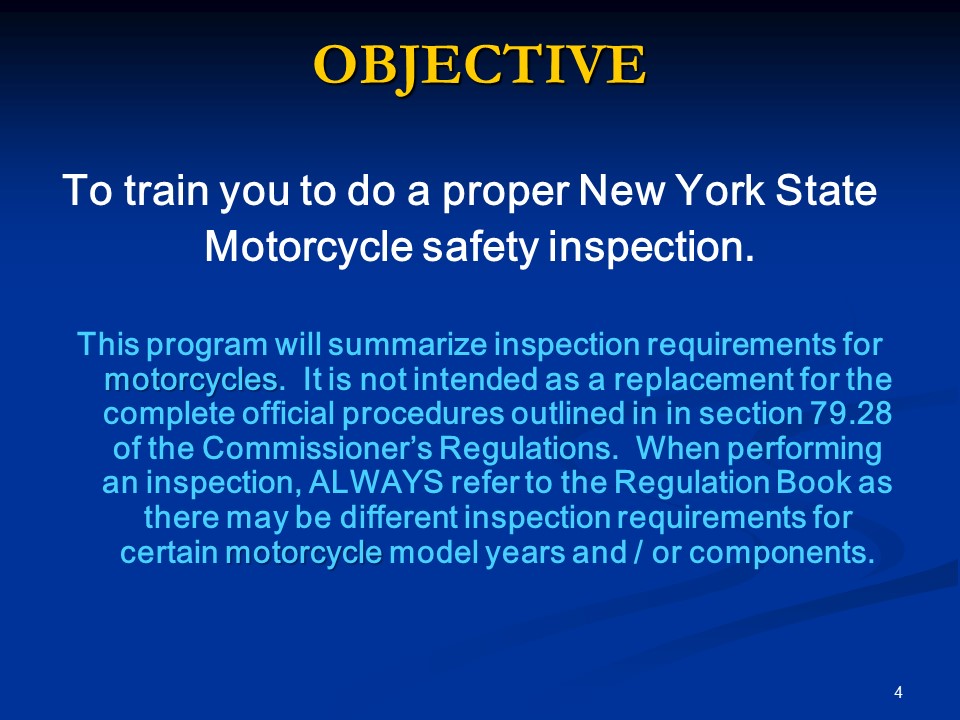 OBJECTIVE
To train you to do a proper New York State
Motorcycle safety inspection.
This program will summarize inspection requirements for
motorcycles.  It is not intended as a replacement for the
complete official procedures outlined in in section 79.28
of the Commissioner’s Regulations.  When performing
an inspection, ALWAYS refer to the Regulation Book as
there may be different inspection requirements for
certain motorcycle model years and / or components.
4